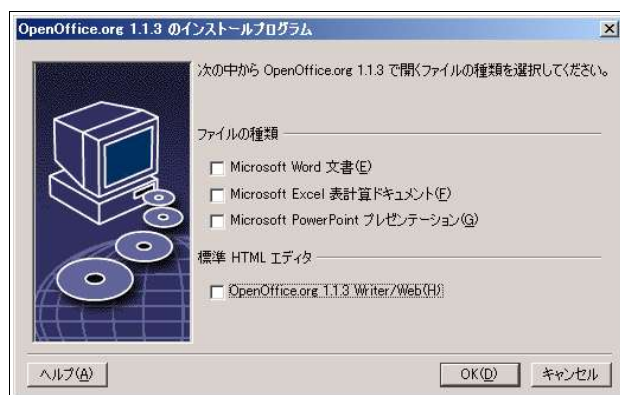 OpenOffice.org 1.1.3 のインストールプログラム
次の中から OpenOffice.org 1.1.3 で開くファイルの種類を選択してください。
ファイルの種類
Microsoft Word 文書(E)
Microsoft Excel 表計算ドキュメント(F)
Microsoft PowerPoint プレゼンテーション(G)
標準 HTML エディタ
OpenOffice.org 1.1.3 Writer/Web(H)
ヘルプ(A)
OK(D)
キャンセル